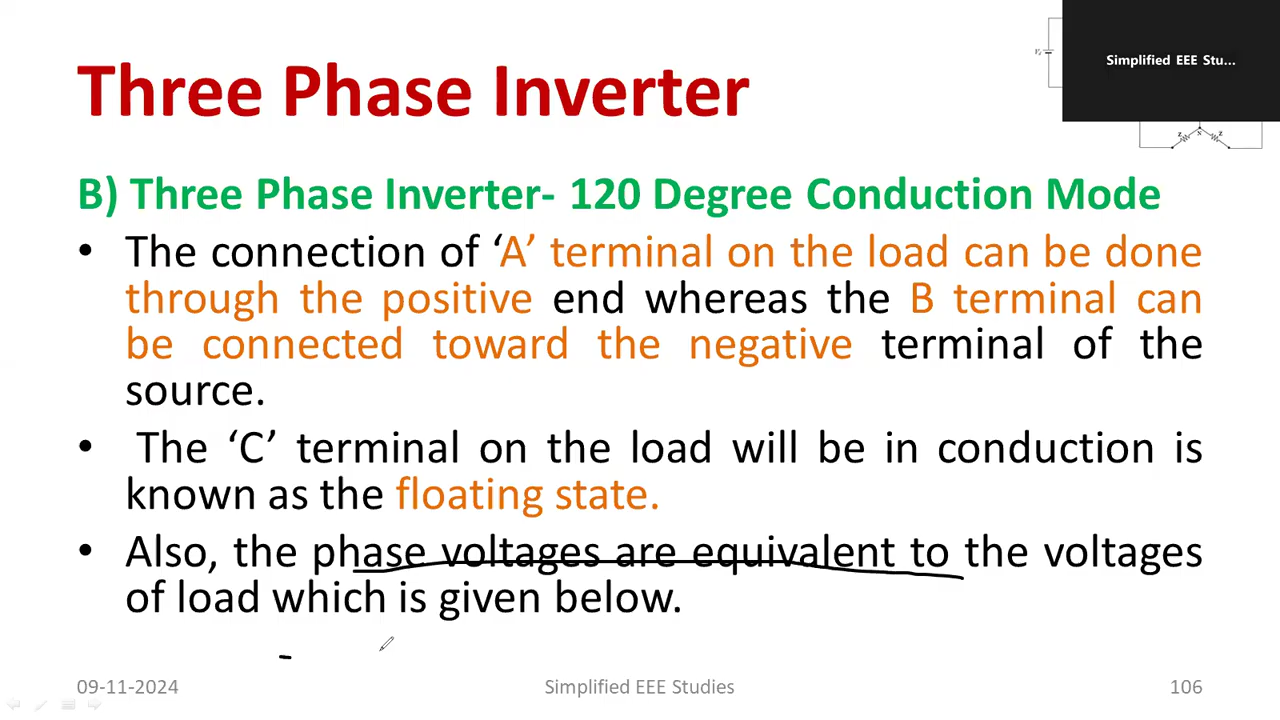 Three Phase Inverter
Simplified EEE Stu...
B) Three Phase Inverter- 120 Degree Conduction Mode
• The connection of ‘A’ terminal on the load can be done
through the positive end whereas the B terminal can
be connected toward the negative terminal of the
source.
• The ‘C’ terminal on the load will be in conduction is
known as the floating state.
• Also, the phase voltages are equivalent to the voltages
of load which is given below.
09-11-2024
Simplified EEE Studies
106